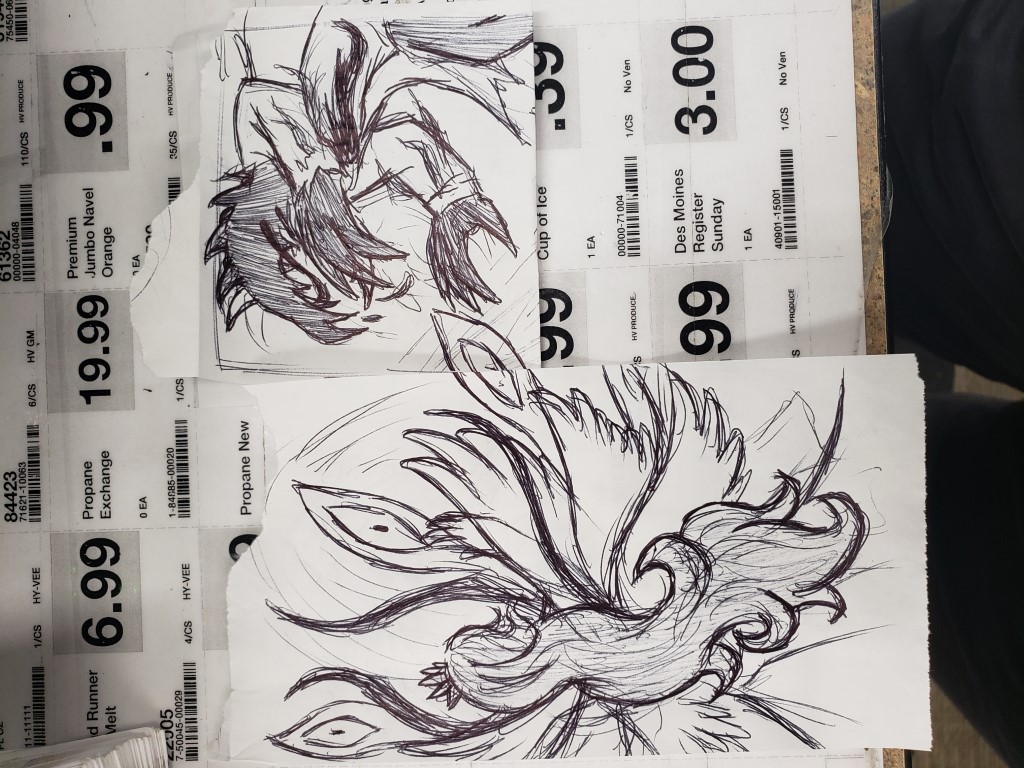 84423
71621-10063
6/CS HV GM
61362
00000-04048
110/CS HV PRODUCE
11-11111
1/CS HY-VEE
Runner
Melt
6.99
Propane
Exchange
19.99
0 EA
Premium
Jumbo Navel
Orange
.99
0 EA
7-50045-00029
4/CS HY-VEE
1-84685-00020
1/CS
35/CS HV PRODUCE
Propane New
.99
Cup of Ice
.39
1 EA
HV PRODUCE
00000-71004
1/CS No Ven
.99
Des Moines
Register
Sunday
3.00
1 EA
HV PRODUCE
40901-15001
1/CS No Ven